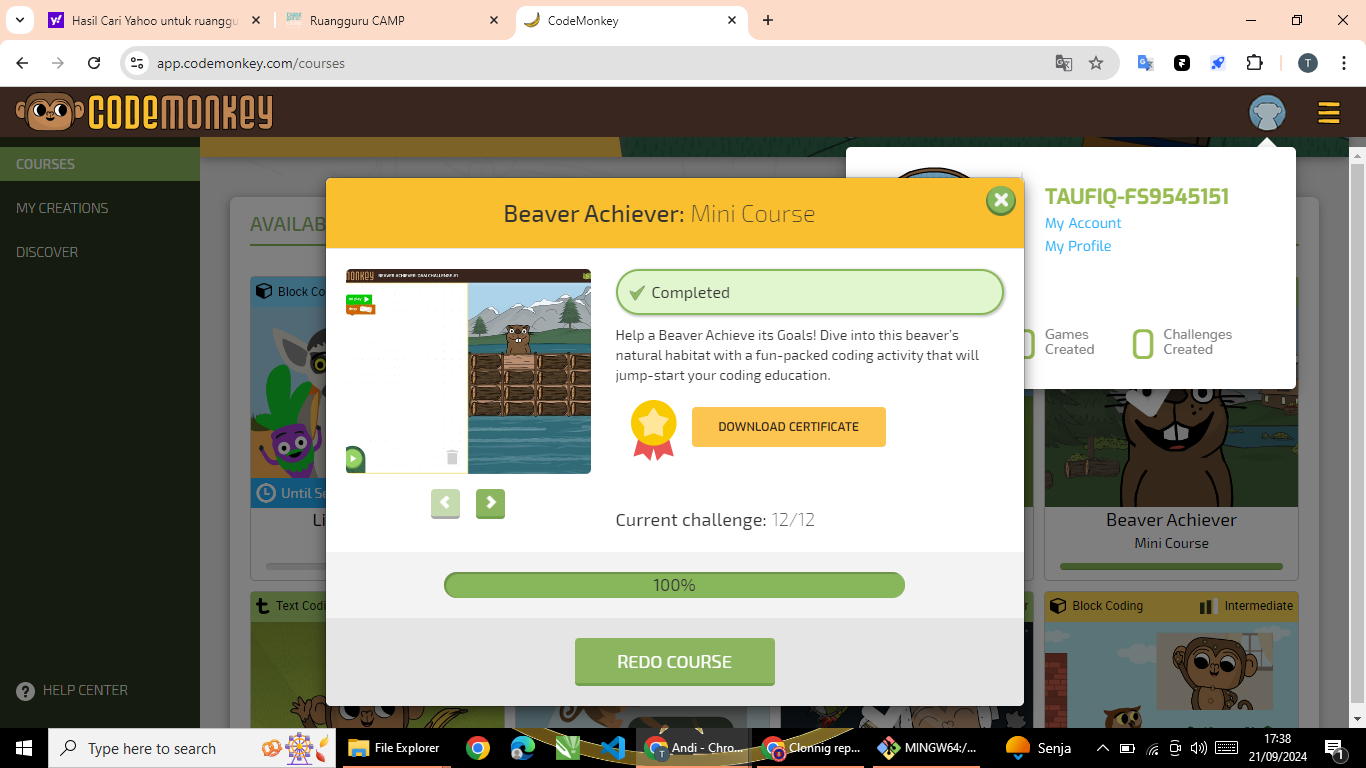 Hasil Cari Yahoo untuk ruanggu
Ruangguru CAMP
CodeMonkey
app.codemonkey.com/courses
T
CODEMONKEY
COURSES
MY CREATIONS
DISCOVER
HELP CENTER
AVAILAB
TAUFIQ-FS9545151
My Account
My Profile
Games
Created
0
Challenges
Created
Beaver Achiever: Mini Course
BEAVER ACHIEVER: DAM CHALLENGE #1
Completed
Help a Beaver Achieve its Goals! Dive into this beaver's
natural habitat with a fun-packed coding activity that will
jump-start your coding education.
DOWNLOAD CERTIFICATE
Current challenge: 12/12
100%
REDO COURSE
Block Co
Until Se
Li
Beaver Achiever
Mini Course
Text Codi
Block Coding
Intermediate
Type here to search
File Explorer
Andi - Chro...
Clonnig rep...
MINGW64:/...
Senja
17:38
21/09/2024
1